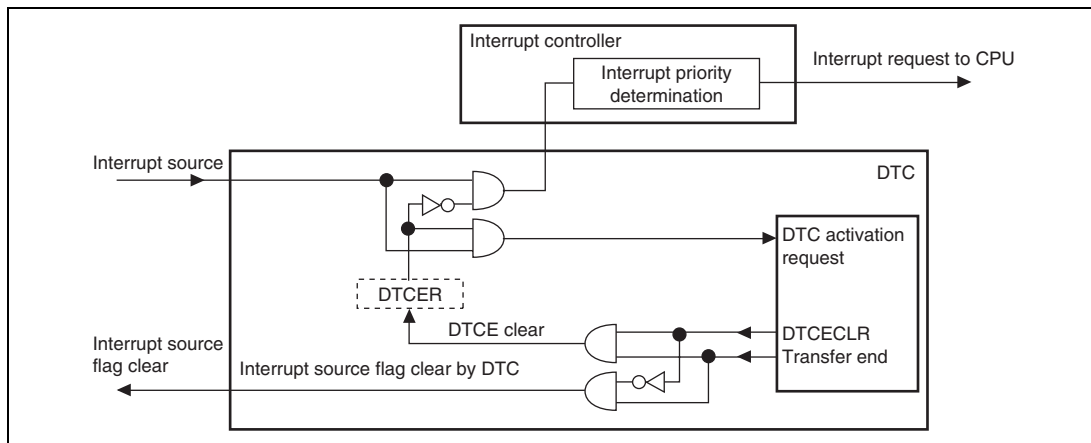 Interrupt controller
Interrupt request to CPU
Interrupt priority
determination
Interrupt source
DTC
DTC activation
request
DTCER
DTCE clear
DTCECLR
Transfer end
Interrupt source
flag clear
Interrupt source flag clear by DTC